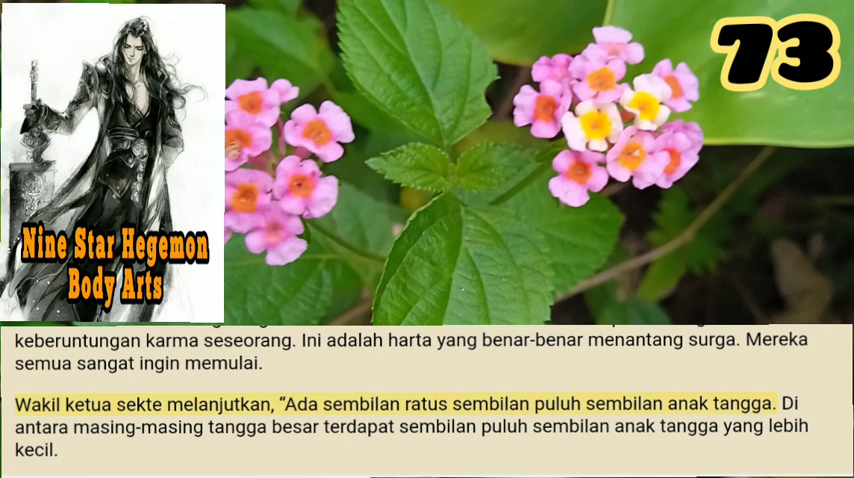 73
Nine Star Hegemon
Body Arts
keberuntungan karma seseorang. Ini adalah harta yang benar-benar menantang surga. Mereka
semua sangat ingin memulai.
Wakil ketua sekte melanjutkan, “Ada sembilan ratus sembilan puluh sembilan anak tangga. Di
antara masing-masing tangga besar terdapat sembilan puluh sembilan anak tangga yang lebih
kecil.